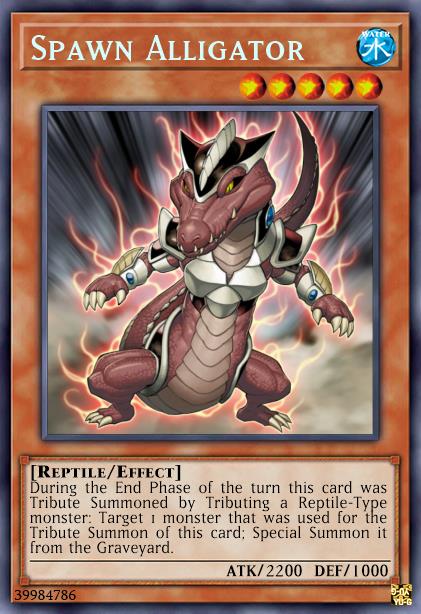 Spawn Alligator
WATER
水
[Reptile/Effect]
During the End Phase of the turn this card was
Tribute Summoned by Tributing a Reptile-Type
monster: Target 1 monster that was used for the
Tribute Summon of this card; Special Summon it
from the Graveyard.
ATK/2200 DEF/1000
39984786